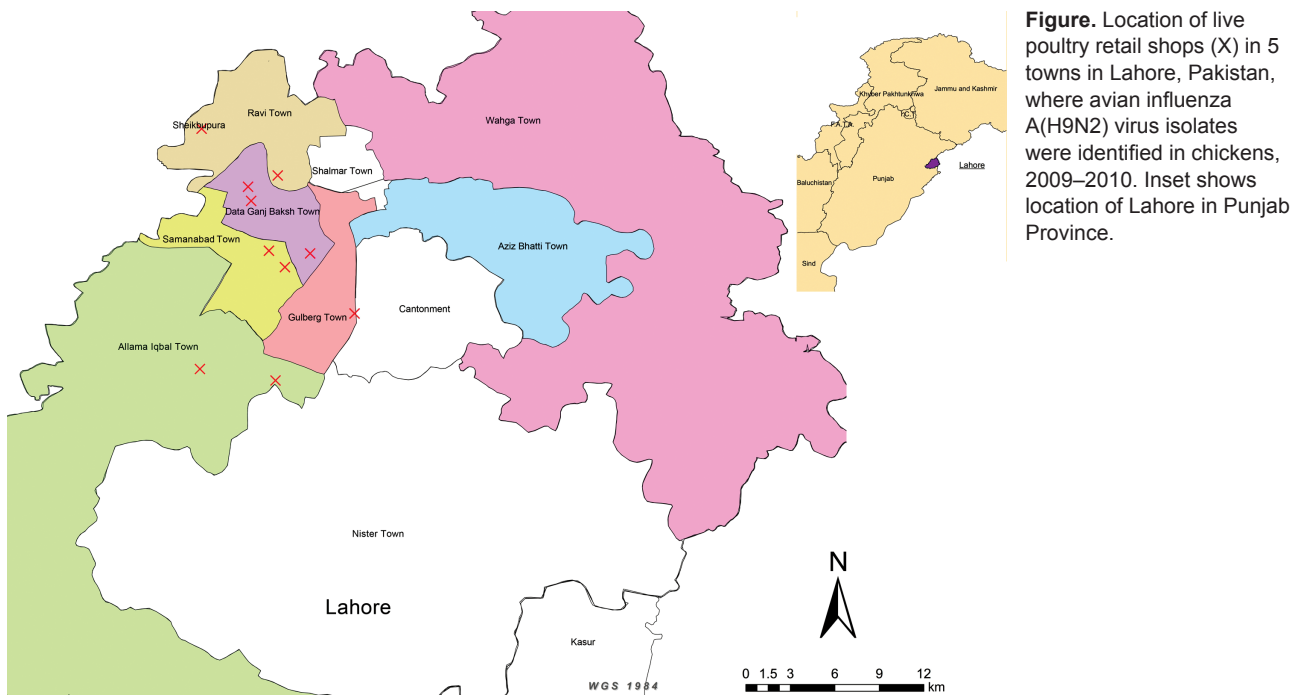 Figure. Location of live
poultry retail shops (X) in 5
towns in Lahore, Pakistan,
where avian influenza
A(H9N2) virus isolates
were identified in chickens,
2009–2010. Inset shows
location of Lahore in Punjab
Province.
Khyber Pakhtunkhwa
Jammu and Kashmir
Lahore
Baluchistan
Punjab
Sind
Ravi Town
Sheikhupura
Wahga Town
Shalmar Town
Data Ganj Baksh Town
Samanabad Town
Aziz Bhatti Town
Cantonment
Gulberg Town
Allama Iqbal Town
Nister Town
Lahore
Kasur
WGS 1984
N
0 1.5 3 6 9 12
km